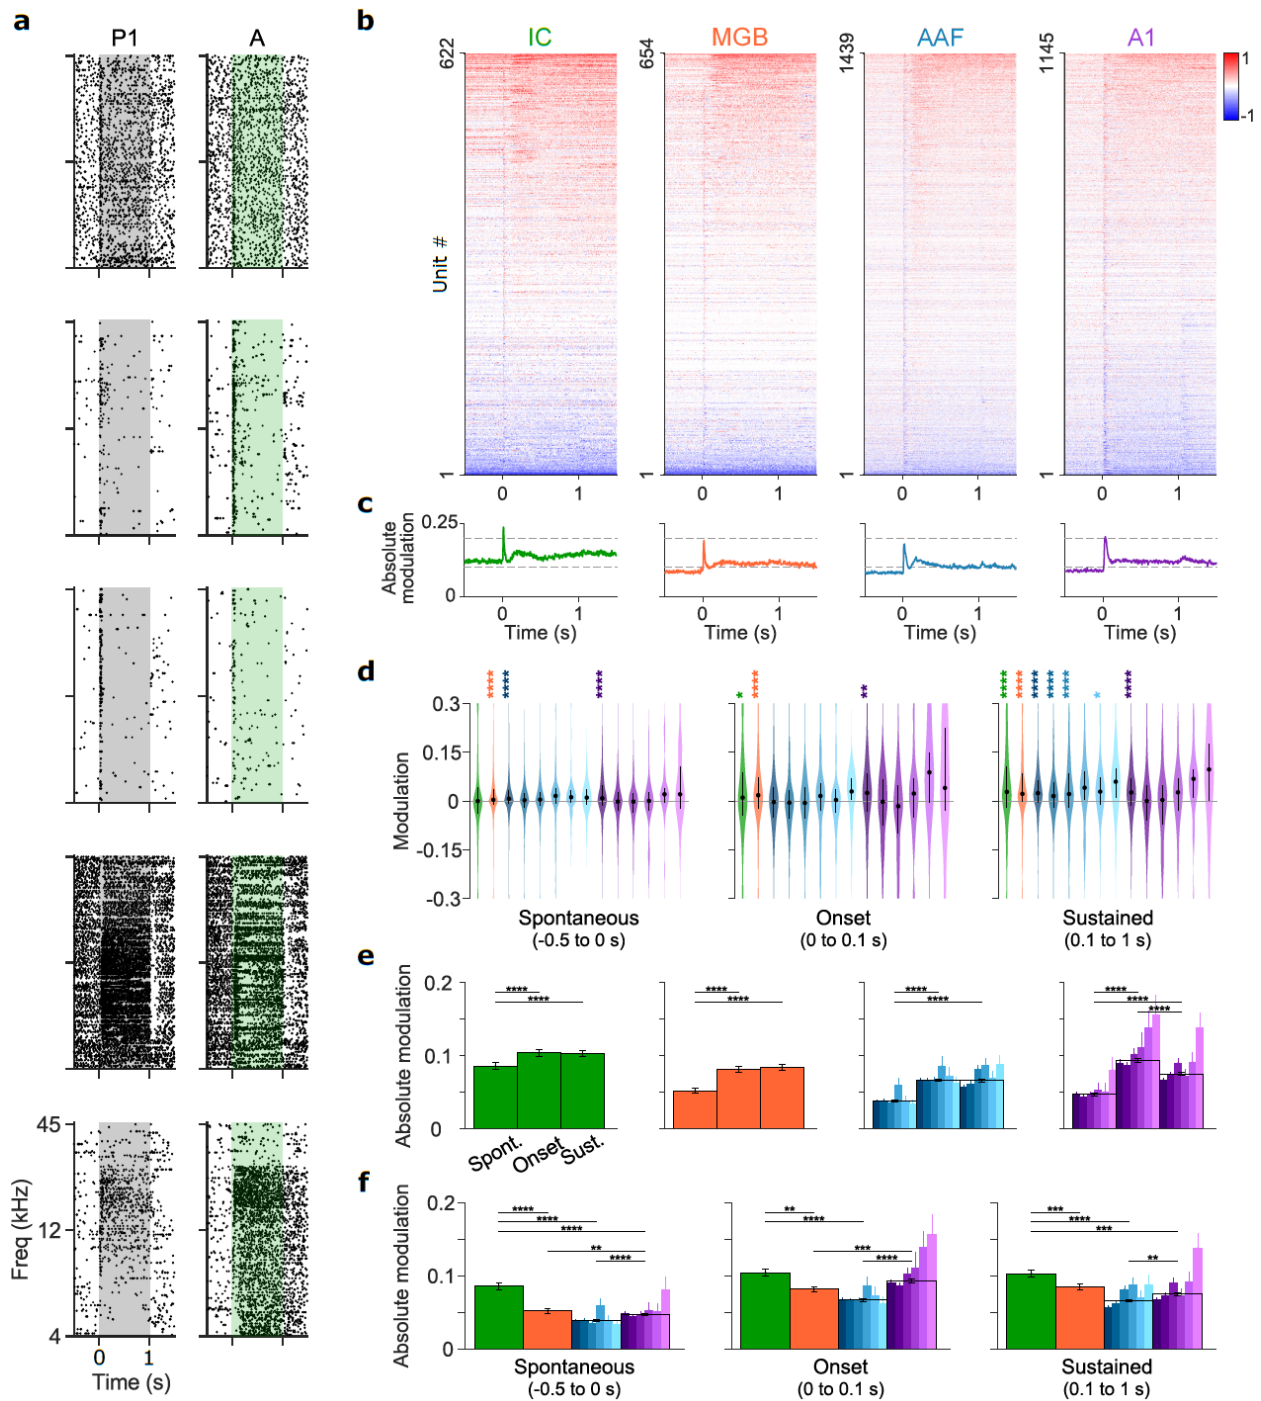 a
P1 A
45
12
4
Freq (kHz)
0 1
Time (s)
b
IC MGB AAF A1
622 654 1439 1145
1
-1
Unit #
1 1 1 1
0 1 0 1 0 1 0 1
c
0.25
0
Absolute
modulation
0 1 0 1 0 1 0 1
Time (s) Time (s) Time (s) Time (s)
d
**** **** **** * **** ** **** **** **** **** **** * ****
0.3
0.15
0
-0.15
-0.3
Modulation
Spontaneous Onset Sustained
(-0.5 to 0 s) (0 to 0.1 s) (0.1 to 1 s)
e
0.2
0.1
0
Absolute modulation
**** **** **** ****
**** **** **** ****
****
Spont. Onset Sust.
f
0.2
0.1
0
Absolute modulation
**** ** ***
**** **** ****
**** ***
** *** **
**** ****
Spontaneous Onset Sustained
(-0.5 to 0 s) (0 to 0.1 s) (0.1 to 1 s)